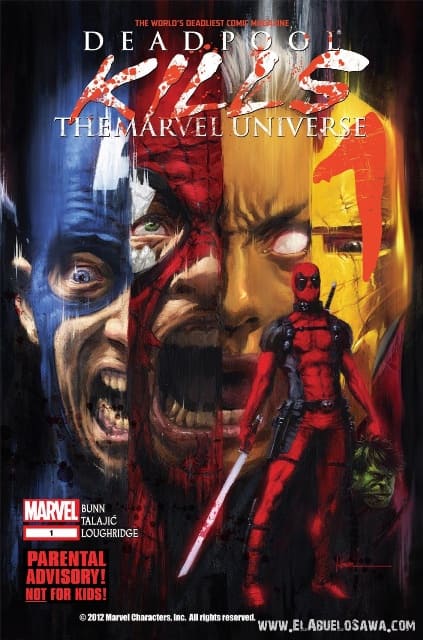 THE WORLD'S DEADLIEST COMIC MAGAZINE
DEADPOOL
KILLS
THE MARVEL UNIVERSE
1
MARVEL
1
BUNN
TALAJIĆ
LOUGHRIDGE
PARENTAL
ADVISORY!
NOT FOR KIDS!
© 2012 Marvel Characters, Inc. All rights reserved.
WWW.ELABUELOSAWA.COM